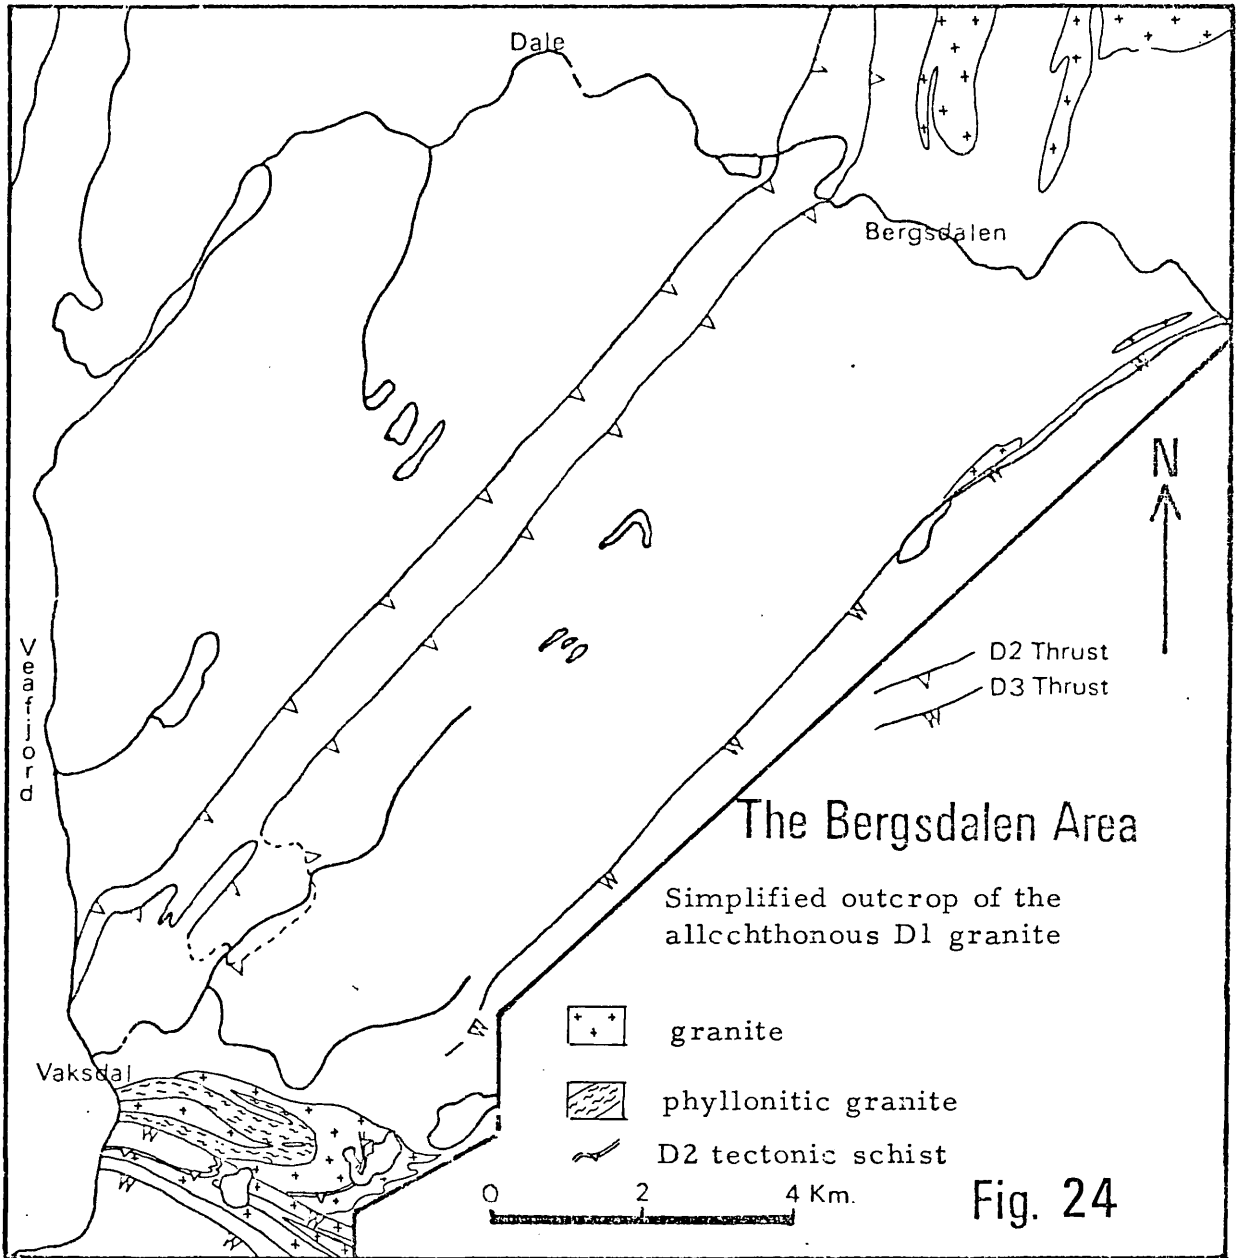 Dale
Bergsdalen
N
Veafjord
D2 Thrust
D3 Thrust
The Bergsdalen Area
Simplified outcrop of the
allcchthonous D1 granite
granite
phyllonitic granite
D2 tectonic schist
Vaksdal
0 2 4 Km.
Fig. 24